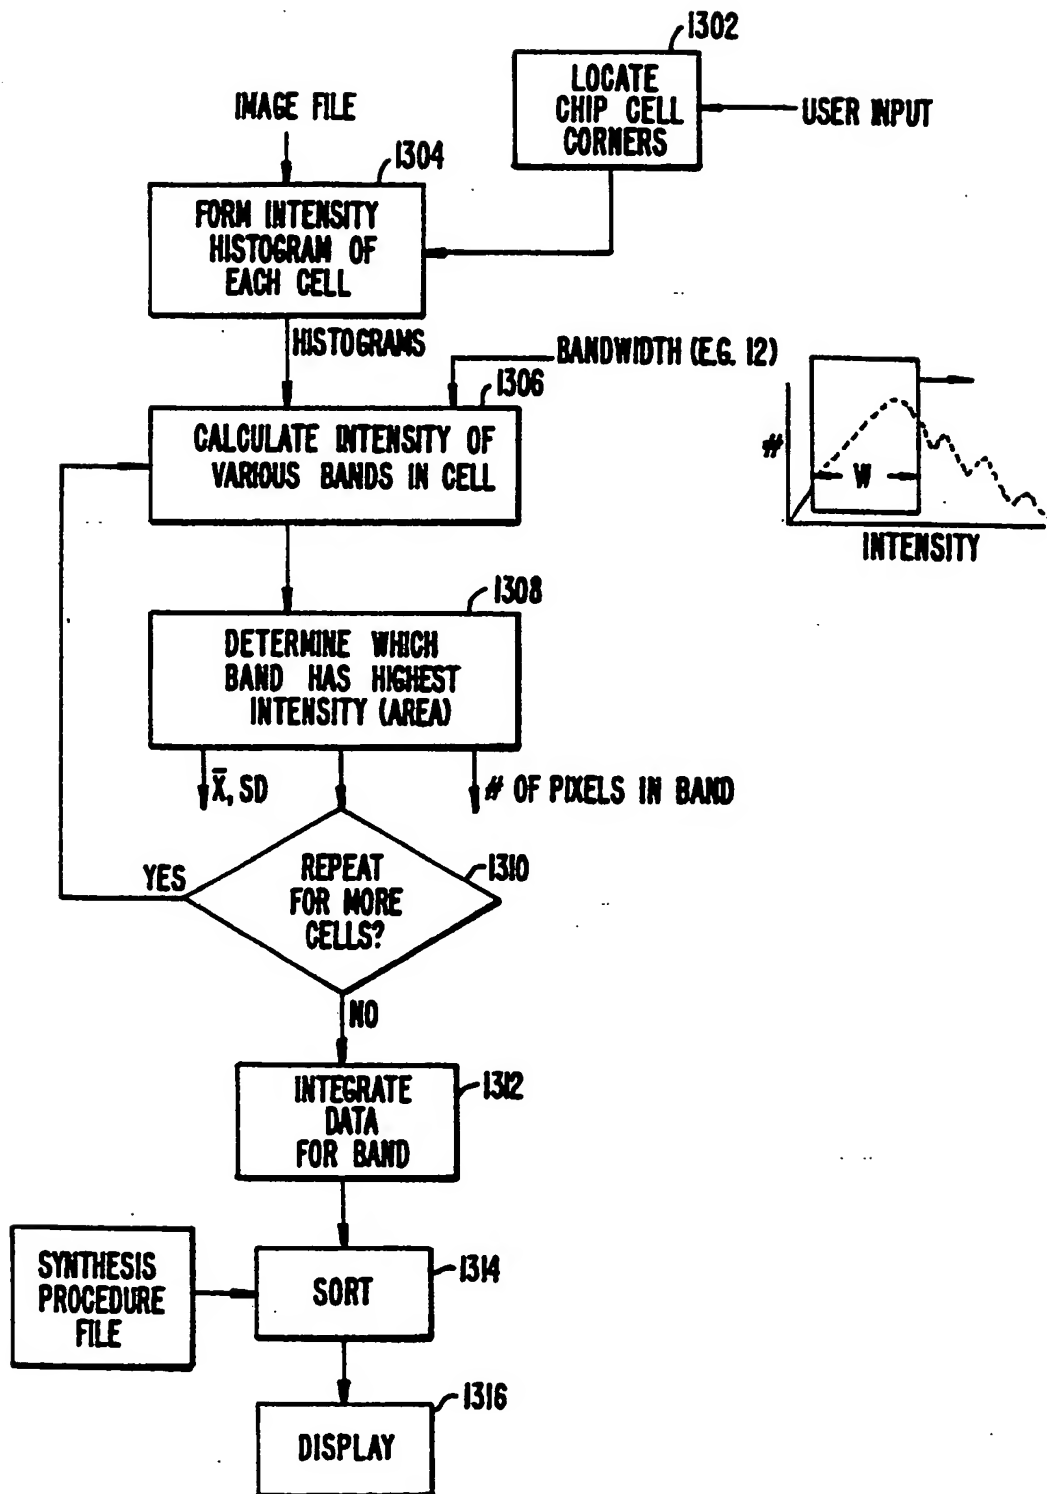 1302
LOCATE
CHIP CELL
CORNERS
USER INPUT
IMAGE FILE
1304
FORM INTENSITY
HISTOGRAM OF
EACH CELL
HISTOGRAMS
BANDWIDTH (E.G. 12)
1306
CALCULATE INTENSITY OF
VARIOUS BANDS IN CELL
#
W
INTENSITY
1308
DETERMINE WHICH
BAND HAS HIGHEST
INTENSITY (AREA)
X̄, SD
# OF PIXELS IN BAND
YES
REPEAT
FOR MORE
CELLS?
1310
NO
INTEGRATE
DATA
FOR BAND
1312
SYNTHESIS
PROCEDURE
FILE
SORT
1314
DISPLAY
1316